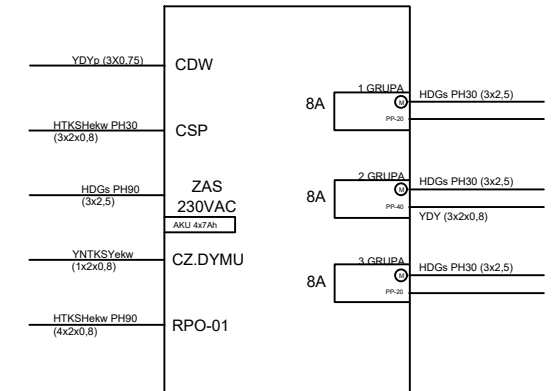 YDYp (3X0,75)
CDW
HTKSHekw PH30
(3x2x0,8)
CSP
HDGs PH90
(3x2,5)
ZAS
230VAC
AKU 4x7Ah
YNTKSYekw
(1x2x0,8)
CZ.DYMU
HTKSHekw PH90
(4x2x0,8)
RPO-01
1 GRUPA
8A
M
PP-20
HDGs PH30 (3x2,5)
2 GRUPA
8A
M
PP-40
HDGs PH30 (3x2,5)
YDY (3x2x0,8)
3 GRUPA
8A
M
PP-20
HDGs PH30 (3x2,5)